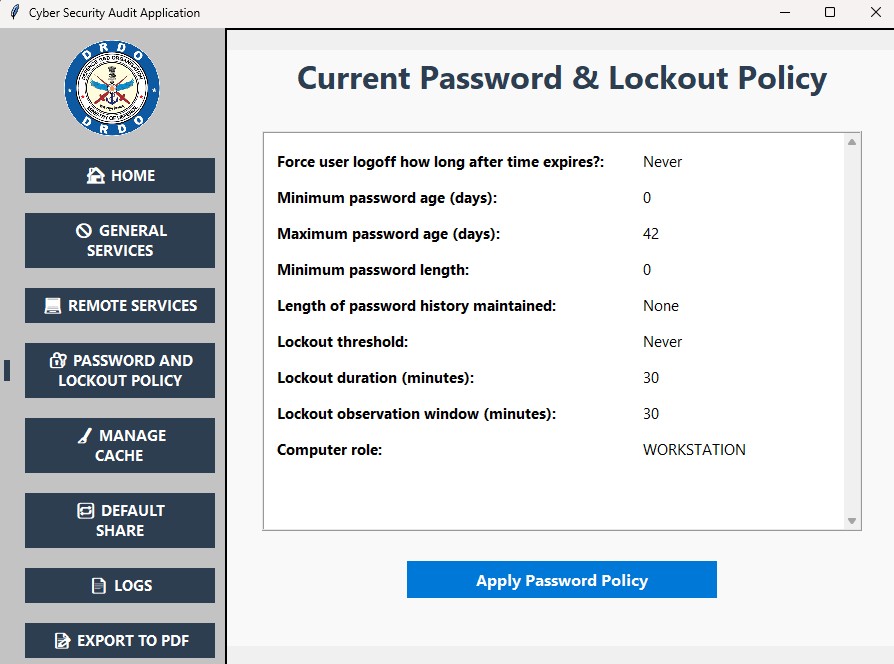 Cyber Security Audit Application
DRDO
DRDO
HOME
GENERAL
SERVICES
REMOTE SERVICES
PASSWORD AND
LOCKOUT POLICY
MANAGE
CACHE
DEFAULT
SHARE
LOGS
EXPORT TO PDF
Current Password & Lockout Policy
Force user logoff how long after time expires?: Never
Minimum password age (days): 0
Maximum password age (days): 42
Minimum password length: 0
Length of password history maintained: None
Lockout threshold: Never
Lockout duration (minutes): 30
Lockout observation window (minutes): 30
Computer role: WORKSTATION
Apply Password Policy